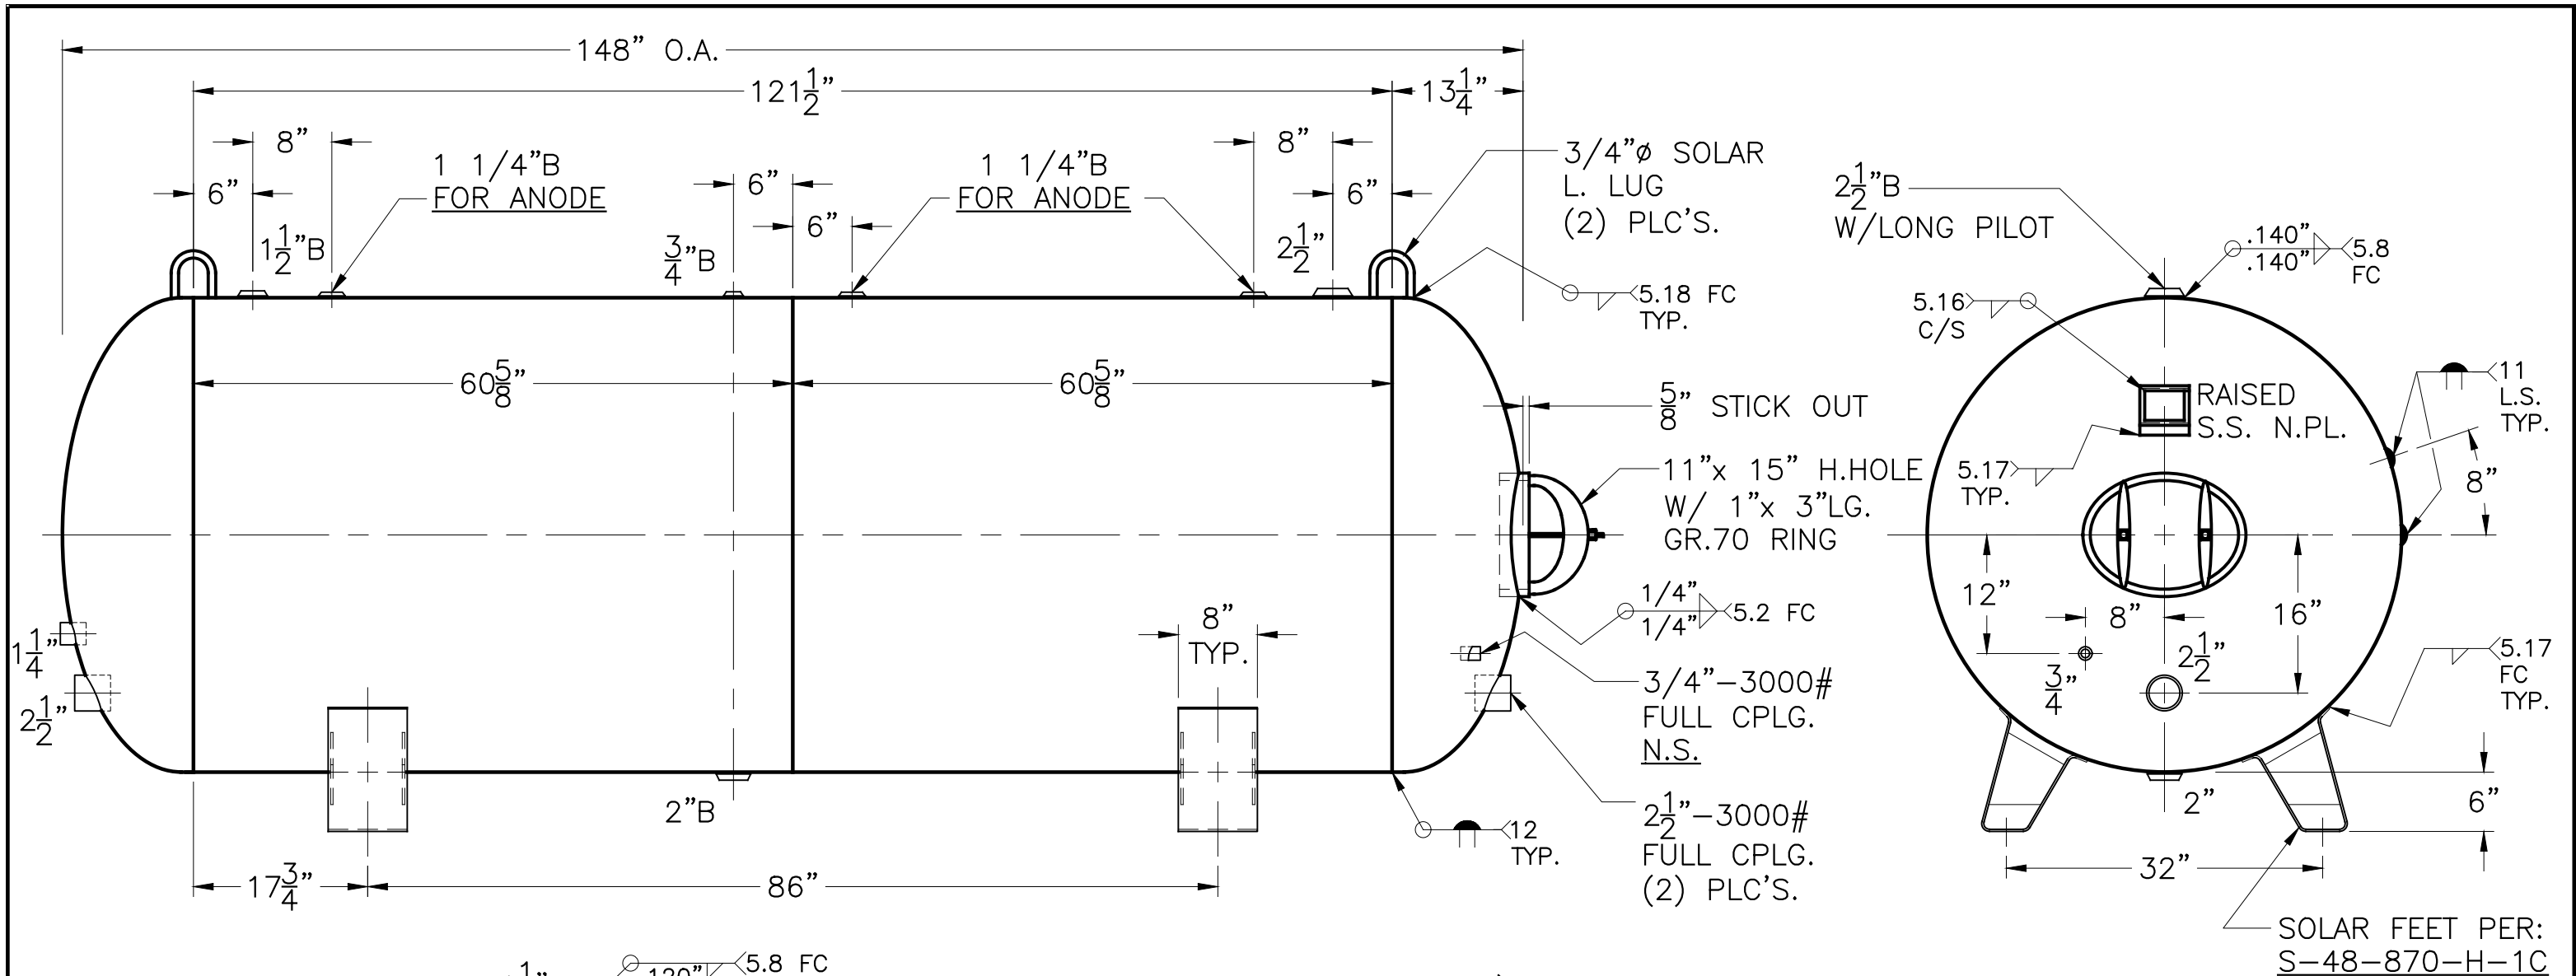 148” O.A.
121 1/2”
13 1/4”
8”
6”
1 1/2”B
1 1/4”B
FOR ANODE
6”
3/4”B
6”
1 1/4”B
FOR ANODE
8”
6”
2 1/2”
3/4”ø SOLAR
L. LUG
(2) PLC'S.
5.18 FC
TYP.
60 5/8”
60 5/8”
5/8” STICK OUT
11”x 15” H.HOLE
W/ 1”x 3”LG.
GR.70 RING
1/4”
1/4”
5.2 FC
3/4”-3000#
FULL CPLG.
N.S.
2 1/2”-3000#
FULL CPLG.
(2) PLC'S.
12
TYP.
8”
TYP.
1 1/4”
2 1/2”
2”B
17 3/4”
86”
5.8 FC
2 1/2”B
W/LONG PILOT
.140”
.140”
5.8
FC
5.16
C/S
RAISED
S.S. N.PL.
5.17
TYP.
11
L.S.
TYP.
8”
12”
8”
16”
3/4”
2 1/2”
5.17
FC
TYP.
2”
6”
32”
SOLAR FEET PER:
S-48-870-H-1C